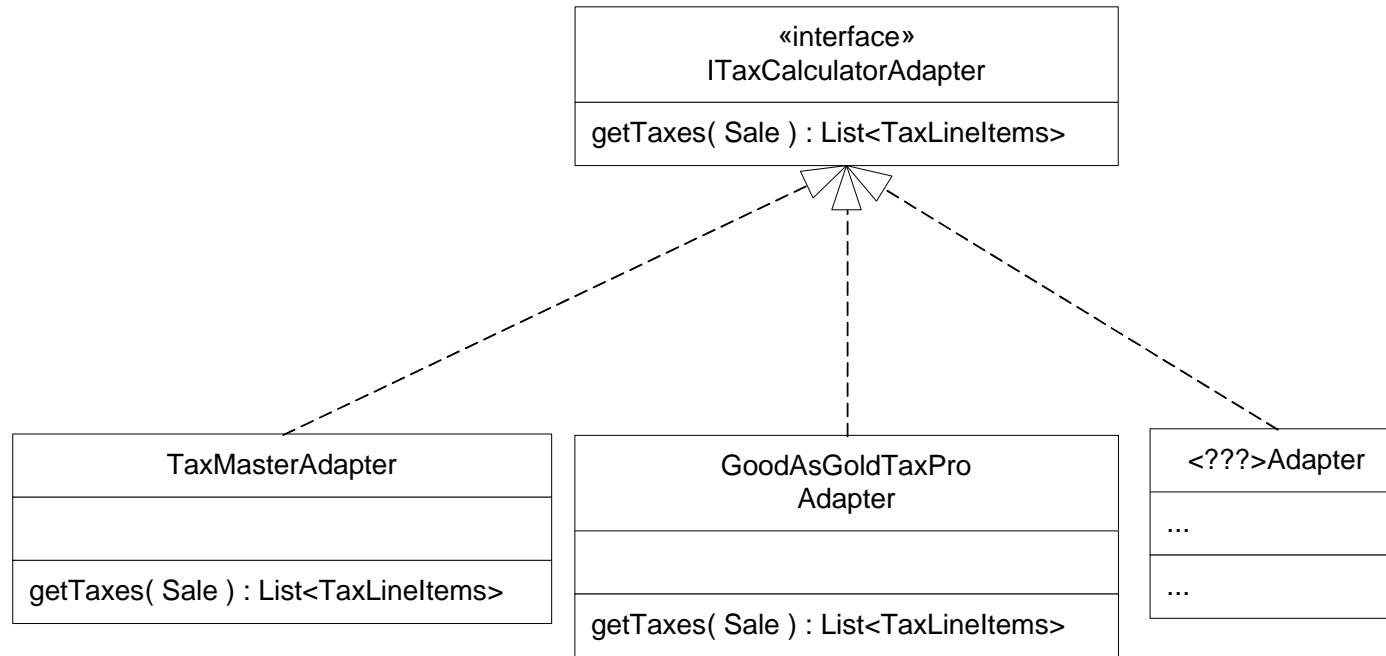 «interface»
ITaxCalculatorAdapter
getTaxes( Sale ) : List<TaxLineItems>
TaxMasterAdapter
getTaxes( Sale ) : List<TaxLineItems>
GoodAsGoldTaxPro
Adapter
getTaxes( Sale ) : List<TaxLineItems>
<???>Adapter
...
...